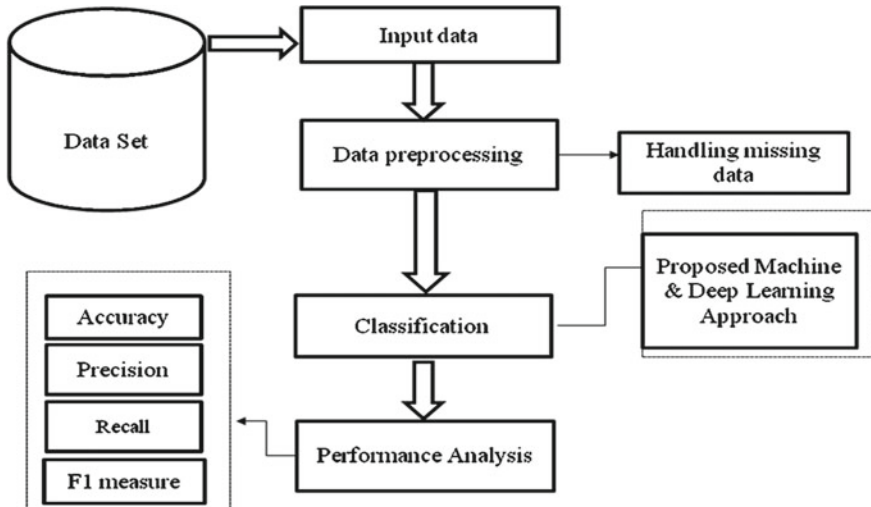 Data Set
Input data
Data preprocessing
Handling missing
data
Proposed Machine
& Deep Learning
Approach
Classification
Performance Analysis
Accuracy
Precision
Recall
F1 measure